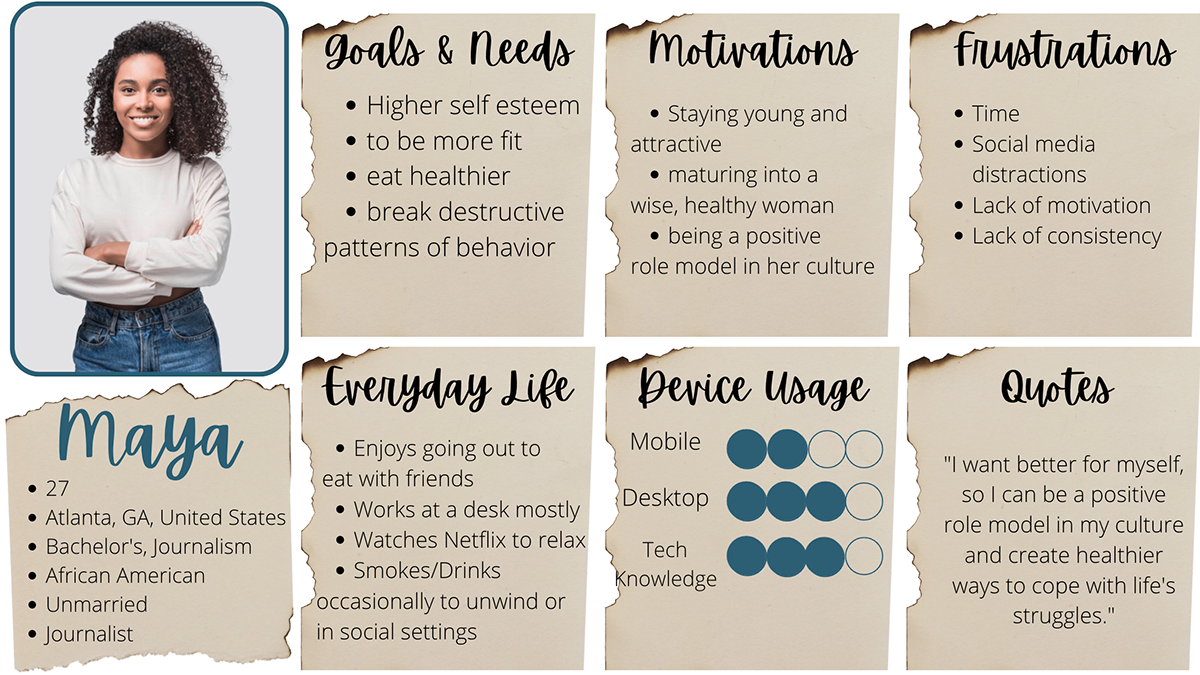 Goals & Needs
• Higher self esteem
• to be more fit
• eat healthier
• break destructive
patterns of behavior
Motivations
• Staying young and
attractive
• maturing into a
wise, healthy woman
• being a positive
role model in her culture
Frustrations
• Time
• Social media
distractions
• Lack of motivation
• Lack of consistency
Maya
• 27
• Atlanta, GA, United States
• Bachelor's, Journalism
• African American
• Unmarried
• Journalist
Everyday Life
• Enjoys going out to
eat with friends
• Works at a desk mostly
• Watches Netflix to relax
• Smokes/Drinks
occasionally to unwind or
in social settings
Device Usage
Mobile
Desktop
Tech
Knowledge
Quotes
"I want better for myself,
so I can be a positive
role model in my culture
and create healthier
ways to cope with life's
struggles."